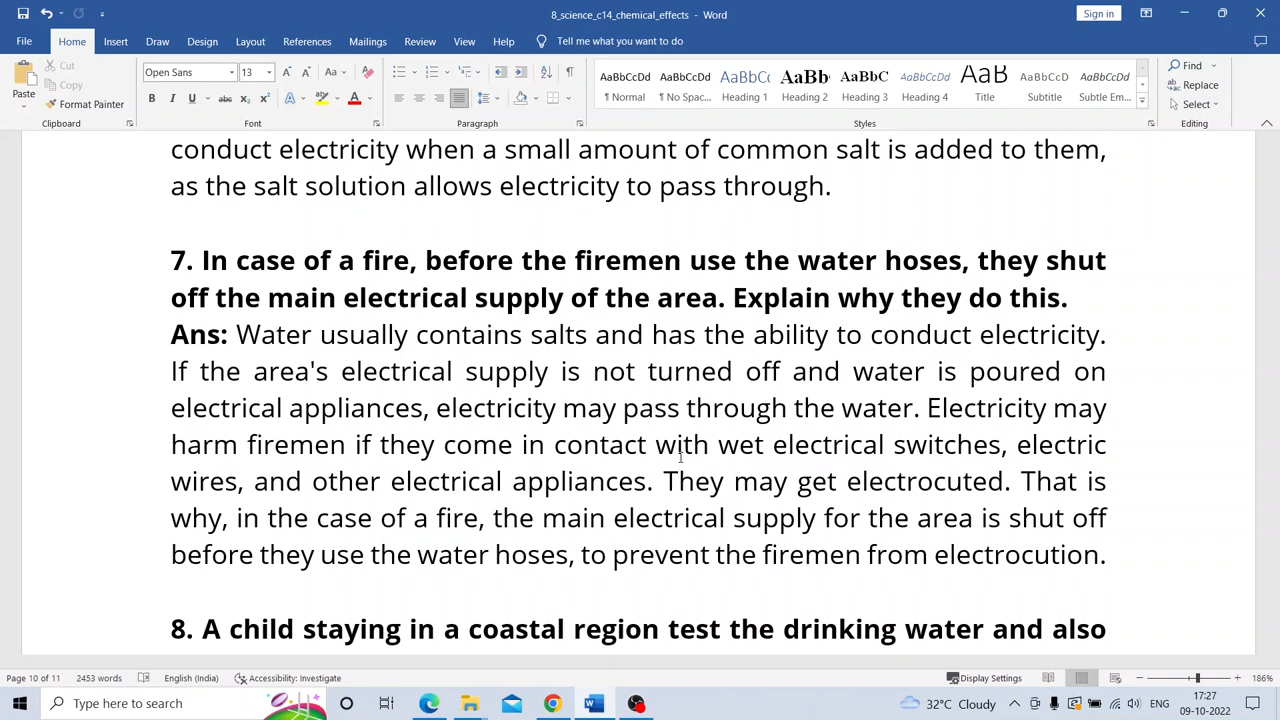 8_science_c14_chemical_effects - Word
Sign in
File Home Insert Draw Design Layout References Mailings Review View Help Tell me what you want to do
Paste
Cut
Copy
Format Painter
Clipboard
Open Sans 13
Font
Paragraph
AaBbCcDd AaBbCcDd AaBbCc AaBb AaBbC AaBbCcDd AaB AaBbCcDd AaBbCcDd
¶ Normal ¶ No Spac... Heading 1 Heading 2 Heading 3 Heading 4 Title Subtitle Subtle Em...
Styles
Find
Replace
Select
Editing
conduct electricity when a small amount of common salt is added to them,
as the salt solution allows electricity to pass through.
7. In case of a fire, before the firemen use the water hoses, they shut
off the main electrical supply of the area. Explain why they do this.
Ans: Water usually contains salts and has the ability to conduct electricity.
If the area's electrical supply is not turned off and water is poured on
electrical appliances, electricity may pass through the water. Electricity may
harm firemen if they come in contact with wet electrical switches, electric
wires, and other electrical appliances. They may get electrocuted. That is
why, in the case of a fire, the main electrical supply for the area is shut off
before they use the water hoses, to prevent the firemen from electrocution.
8. A child staying in a coastal region test the drinking water and also
Page 10 of 11 2453 words English (India) Accessibility: Investigate Display Settings 186%
Type here to search 32°C Cloudy ENG 17:27
09-10-2022